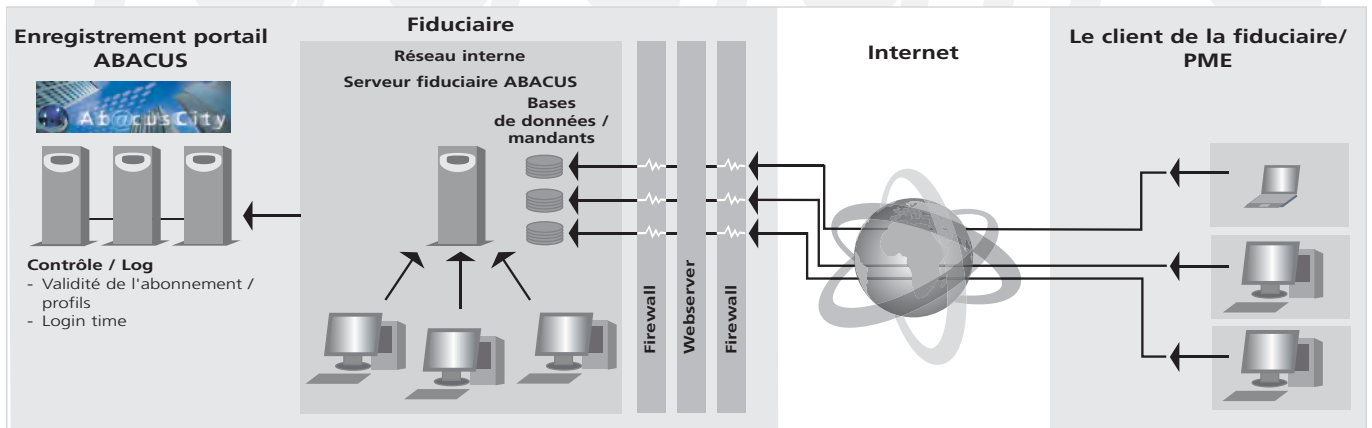 Enregistrement portail
ABACUS
Ab@cusCity
Contrôle / Log
- Validité de l'abonnement /
profils
- Login time
Fiduciaire
Réseau interne
Serveur fiduciaire ABACUS
Bases
de données /
mandants
Firewall
Webserver
Firewall
Internet
Le client de la fiduciaire/
PME